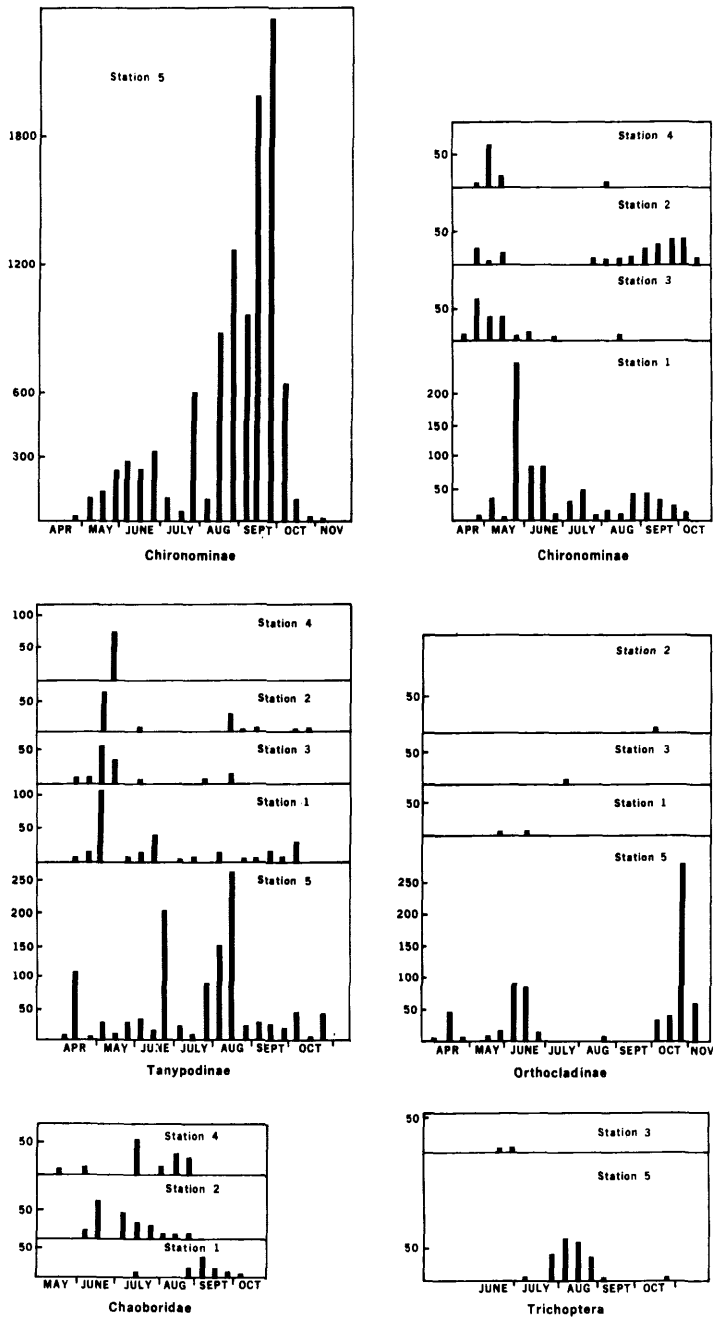 Station 5
1800
1200
600
300
APR MAY JUNE JULY AUG SEPT OCT NOV
Chironominae
Station 4
50
Station 2
50
Station 3
50
Station 1
200
150
100
50
APR MAY JUNE JULY AUG SEPT OCT
Chironominae
Station 4
100
50
Station 2
50
Station 3
50
Station 1
50
Station 5
250
200
150
100
50
APR MAY JUNE JULY AUG SEPT OCT
Tanypodinae
Station 2
50
Station 3
50
Station 1
50
Station 5
250
200
150
100
50
APR MAY JUNE JULY AUG SEPT OCT NOV
Orthocladinae
Station 4
50
Station 2
50
Station 1
50
MAY JUNE JULY AUG SEPT OCT
Chaoboridae
50
Station 3
Station 5
50
JUNE JULY AUG SEPT OCT
Trichoptera